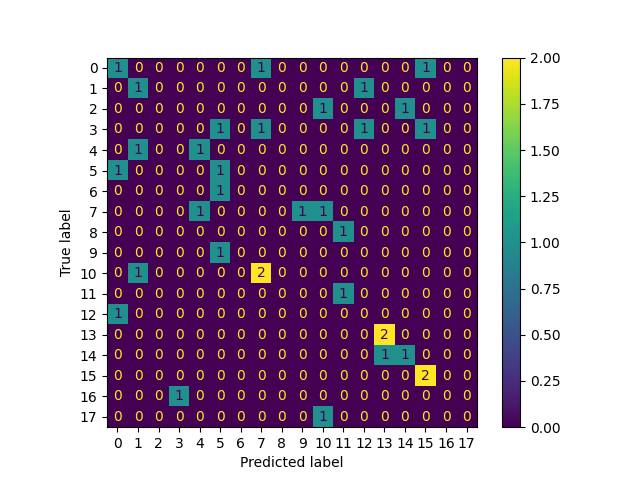 0 1 0 0 0 0 0 0 1 0 0 0 0 0 0 0 1 0 0 2.00
1 0 1 0 0 0 0 0 0 0 0 0 0 1 0 0 0 0 0 1.75
2 0 0 0 0 0 0 0 0 0 0 1 0 0 0 1 0 0 0
3 0 0 0 0 0 1 0 1 0 0 0 0 1 0 0 1 0 0 1.50
4 0 1 0 0 1 0 0 0 0 0 0 0 0 0 0 0 0 0
5 1 0 0 0 0 1 0 0 0 0 0 0 0 0 0 0 0 0 1.25
6 0 0 0 0 0 1 0 0 0 0 0 0 0 0 0 0 0 0
7 0 0 0 0 1 0 0 0 0 1 1 0 0 0 0 0 0 0
8 0 0 0 0 0 0 0 0 0 0 0 1 0 0 0 0 0 0 1.00
9 0 0 0 0 0 1 0 0 0 0 0 0 0 0 0 0 0 0
10 0 1 0 0 0 0 0 2 0 0 0 0 0 0 0 0 0 0 0.75
11 0 0 0 0 0 0 0 0 0 0 0 1 0 0 0 0 0 0
12 1 0 0 0 0 0 0 0 0 0 0 0 0 0 0 0 0 0 0.50
13 0 0 0 0 0 0 0 0 0 0 0 0 0 2 0 0 0 0
14 0 0 0 0 0 0 0 0 0 0 0 0 0 1 1 0 0 0
15 0 0 0 0 0 0 0 0 0 0 0 0 0 0 0 2 0 0 0.25
16 0 0 0 1 0 0 0 0 0 0 0 0 0 0 0 0 0 0
17 0 0 0 0 0 0 0 0 0 0 1 0 0 0 0 0 0 0 0.00
0 1 2 3 4 5 6 7 8 9 10 11 12 13 14 15 16 17
Predicted label
True label